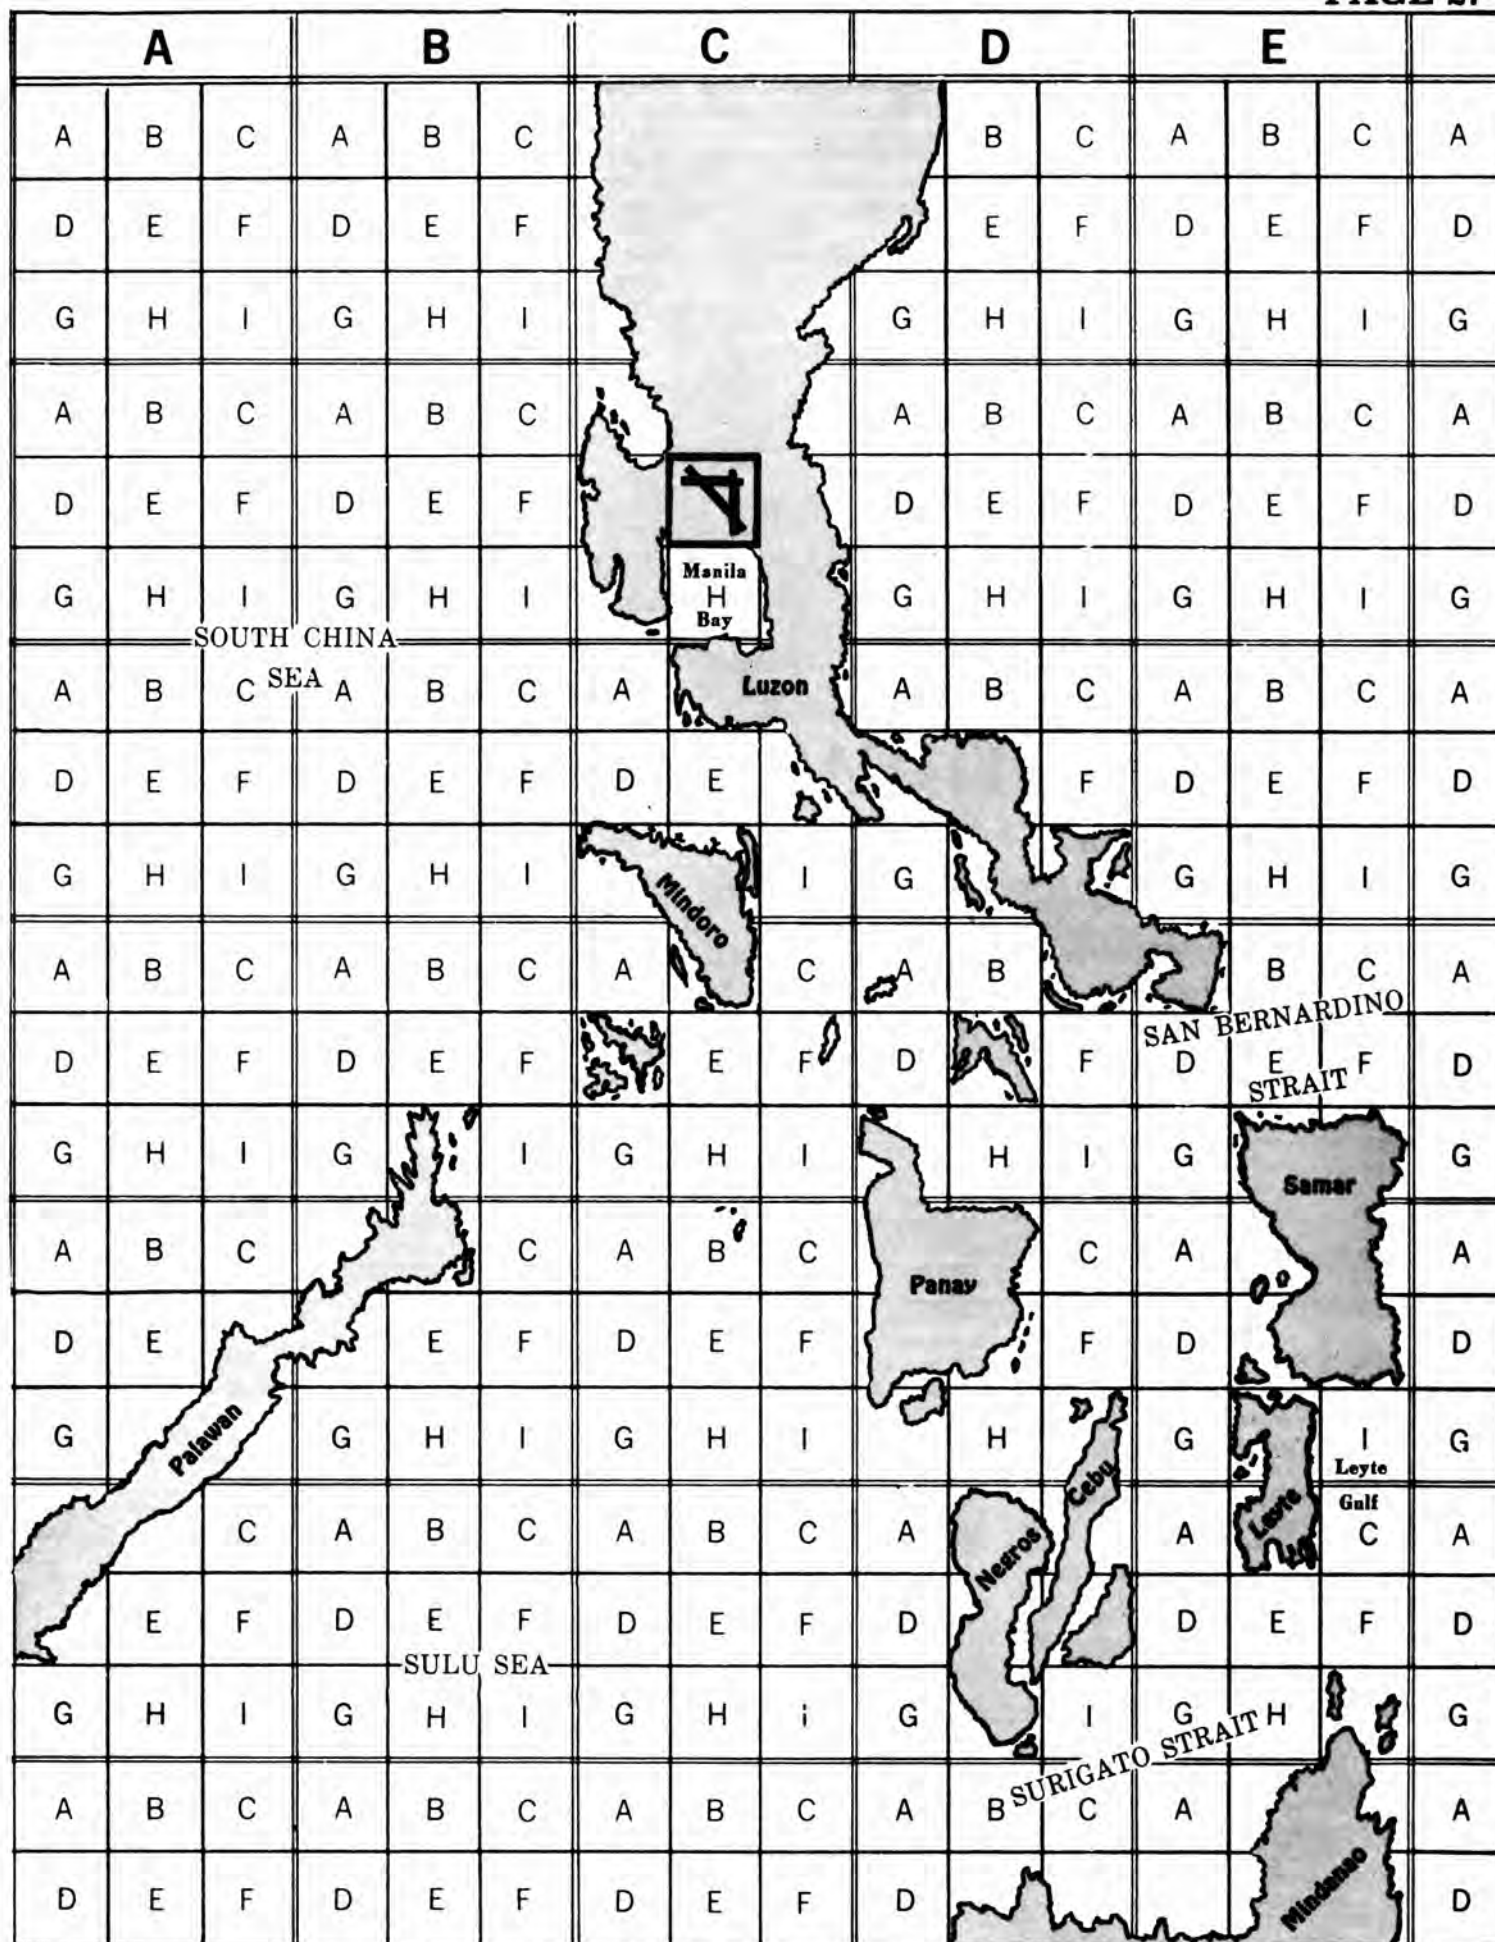 A B C D E
A B C A B C B C A B C A
D E F D E F E F D E F D
G H I G H I G H I G H I G
A B C A B C A B C A B C A
D E F D E F D E F D E F D
Manila
G H I G H I H G H I G H I G
Bay
SOUTH CHINA
SEA
A B C A B C A Luzon A B C A B C A
D E F D E F D E F D E F D
G H I G H I Mindoro I G G H I G
A B C A B C A C A B B C A
SAN BERNARDINO
D E F D E F E F D F D E F D
STRAIT
G H I G I G H I H I G Samar G
A B C C A B C Panay C A A
D E E F D E F F D D
G Palawan G H I G H I H Cebu G I G
Leyte
Gulf
C A B C A B C A Negros A Leyte C A
E F D E F D E F D D E F D
SULU SEA
G H I G H I G H i G I G H G
SURIGATO STRAIT
A B C A B C A B C A B C A A
D E F D E F D E F D Mindanao D